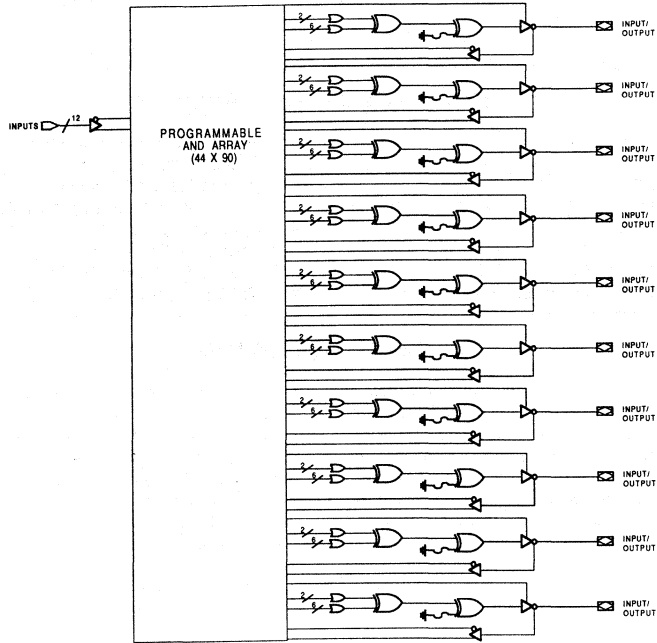 2
6
INPUT/
OUTPUT
2
6
INPUT/
OUTPUT
INPUTS 12
PROGRAMMABLE
AND ARRAY
(44 X 90)
2
6
INPUT/
OUTPUT
2
6
INPUT/
OUTPUT
2
6
INPUT/
OUTPUT
2
6
INPUT/
OUTPUT
2
6
INPUT/
OUTPUT
2
6
INPUT/
OUTPUT
2
6
INPUT/
OUTPUT
2
6
INPUT/
OUTPUT